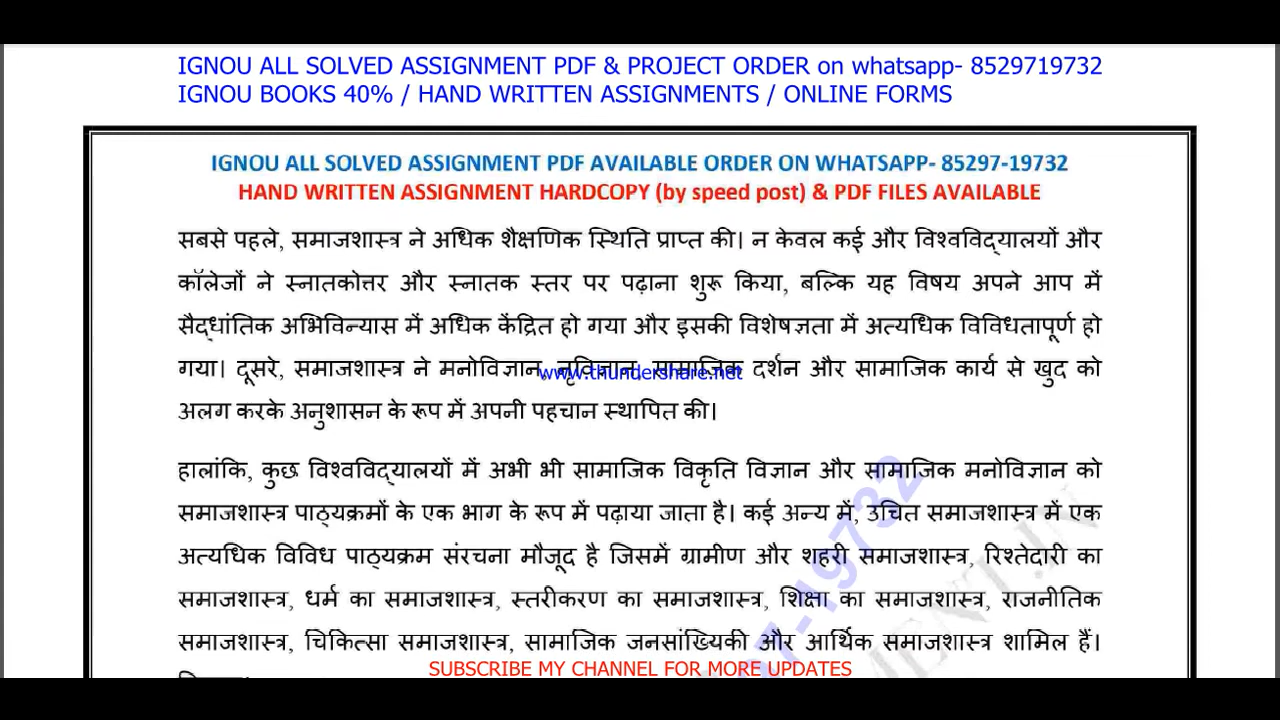 IGNOU ALL SOLVED ASSIGNMENT PDF & PROJECT ORDER on whatsapp- 8529719732
IGNOU BOOKS 40% / HAND WRITTEN ASSIGNMENTS / ONLINE FORMS
IGNOU ALL SOLVED ASSIGNMENT PDF AVAILABLE ORDER ON WHATSAPP- 85297-19732
HAND WRITTEN ASSIGNMENT HARDCOPY (by speed post) & PDF FILES AVAILABLE
सबसे पहले, समाजशास्त्र ने अधिक शैक्षणिक स्थिति प्राप्त की। न केवल कई और विश्वविद्यालयों और
कॉलेजों ने स्नातकोत्तर और स्नातक स्तर पर पढ़ाना शुरू किया, बल्कि यह विषय अपने आप में
सैद्धांतिक अभिविन्यास में अधिक केंद्रित हो गया और इसकी विशेषज्ञता में अत्यधिक विविधतापूर्ण हो
गया। दूसरे, समाजशास्त्र ने मनोविज्ञान, नृविज्ञान, सामाजिक दर्शन और सामाजिक कार्य से खुद को
www.thundershare.net
अलग करके अनुशासन के रूप में अपनी पहचान स्थापित की।
हालांकि, कुछ विश्वविद्यालयों में अभी भी सामाजिक विकृति विज्ञान और सामाजिक मनोविज्ञान को
समाजशास्त्र पाठ्यक्रमों के एक भाग के रूप में पढ़ाया जाता है। कई अन्य में, उचित समाजशास्त्र में एक
अत्यधिक विविध पाठ्यक्रम संरचना मौजूद है जिसमें ग्रामीण और शहरी समाजशास्त्र, रिश्तेदारी का
समाजशास्त्र, धर्म का समाजशास्त्र, स्तरीकरण का समाजशास्त्र, शिक्षा का समाजशास्त्र, राजनीतिक
समाजशास्त्र, चिकित्सा समाजशास्त्र, सामाजिक जनसांख्यिकी और आर्थिक समाजशास्त्र शामिल हैं।
97-19732
MENT.IN
SUBSCRIBE MY CHANNEL FOR MORE UPDATES